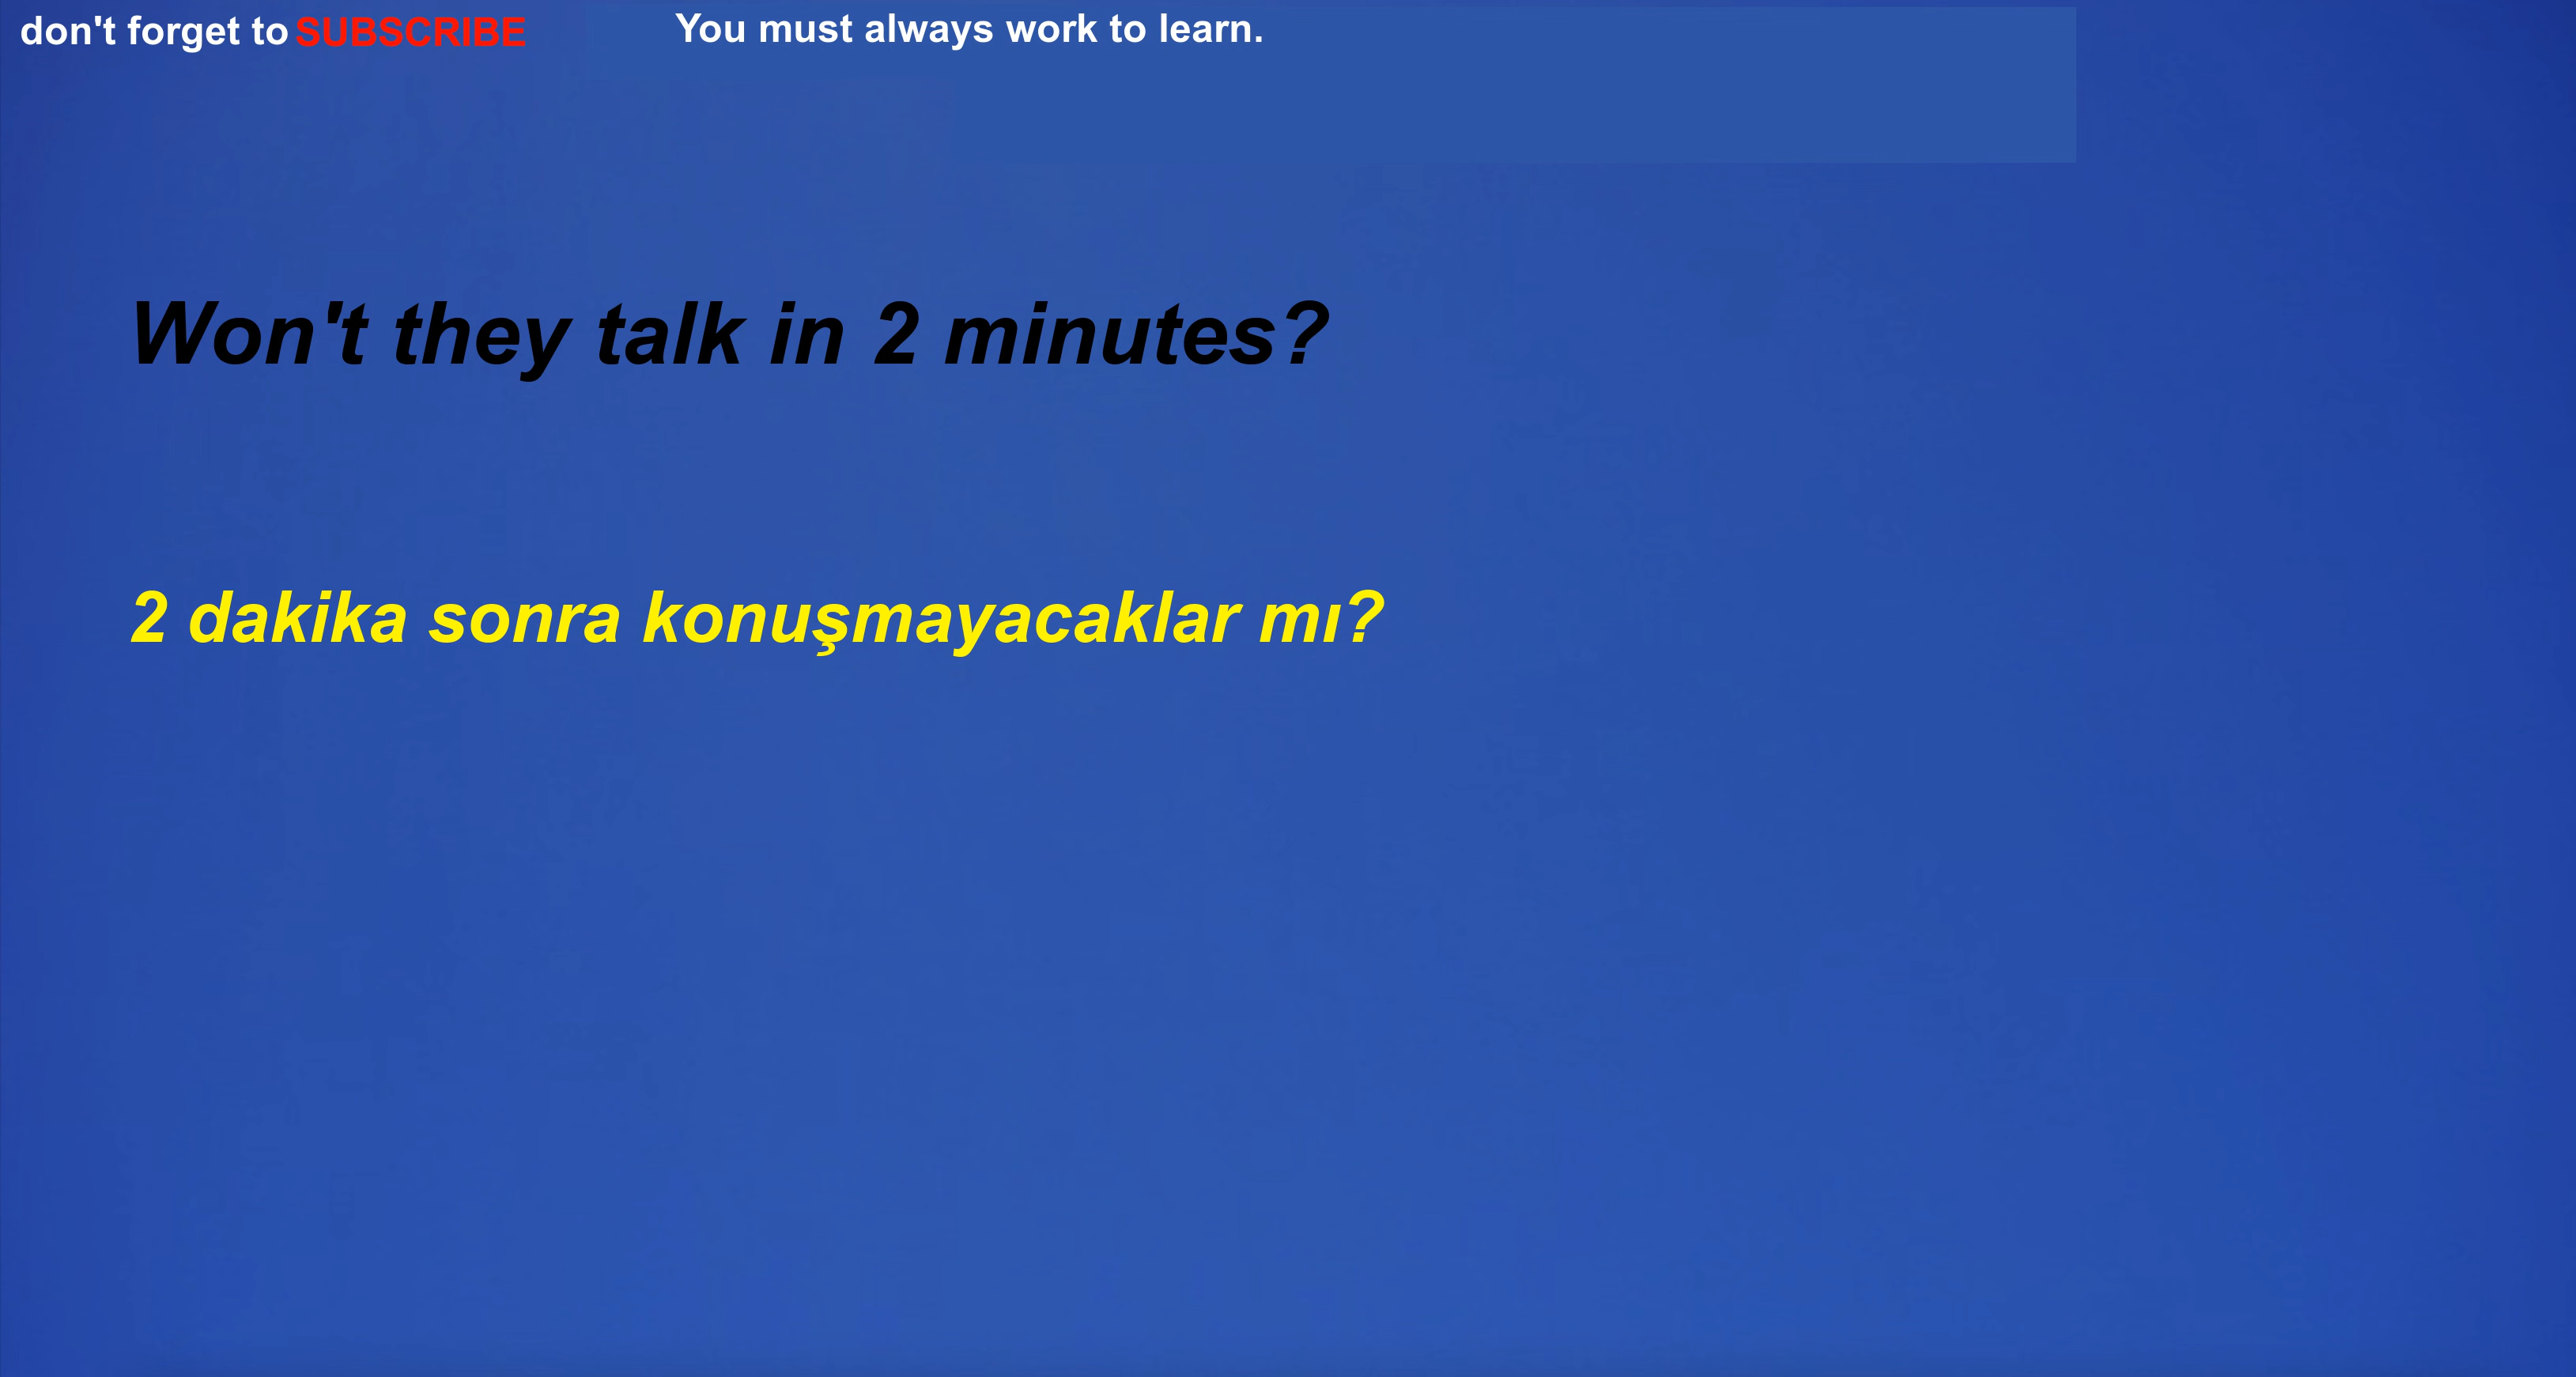 don't forget to SUBSCRIBE You must always work to learn.
Won't they talk in 2 minutes?
2 dakika sonra konuşmayacaklar mı?